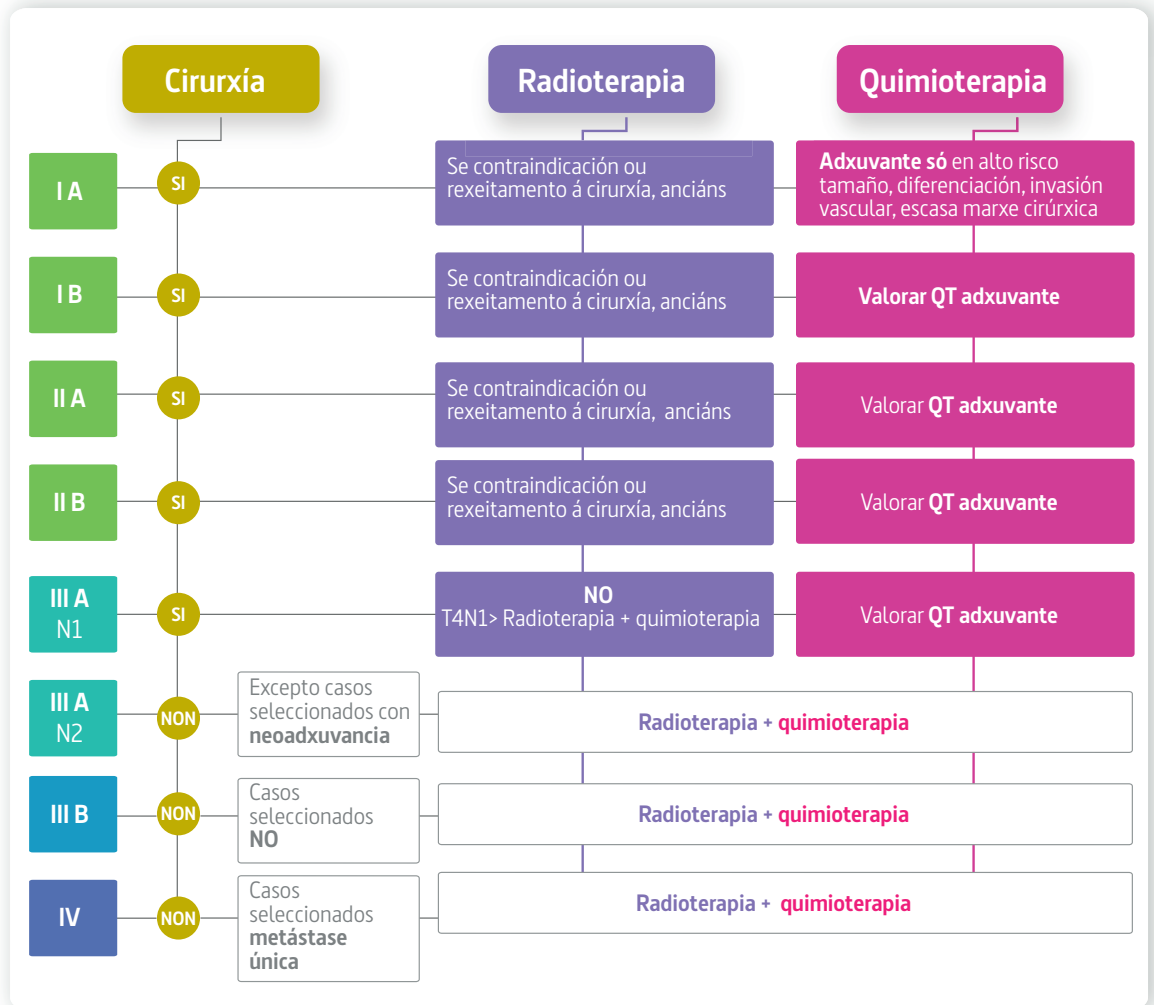 Cirurxía
Radioterapia
Quimioterapia
I A
SI
Se contraindicación ou
rexeitamento á cirurxía, anciáns
Adxuvante só en alto risco
tamaño, diferenciación, invasión
vascular, escasa marxe cirúrxica
I B
SI
Se contraindicación ou
rexeitamento á cirurxía, anciáns
Valorar QT adxuvante
II A
SI
Se contraindicación ou
rexeitamento á cirurxía, anciáns
Valorar QT adxuvante
II B
SI
Se contraindicación ou
rexeitamento á cirurxía, anciáns
Valorar QT adxuvante
III A
N1
SI
NO
T4N1> Radioterapia + quimioterapia
Valorar QT adxuvante
III A
N2
NON
Excepto casos
seleccionados con
neoadxuvancia
Radioterapia + quimioterapia
III B
NON
Casos
seleccionados
NO
Radioterapia + quimioterapia
IV
NON
Casos
seleccionados
metástase
única
Radioterapia + quimioterapia